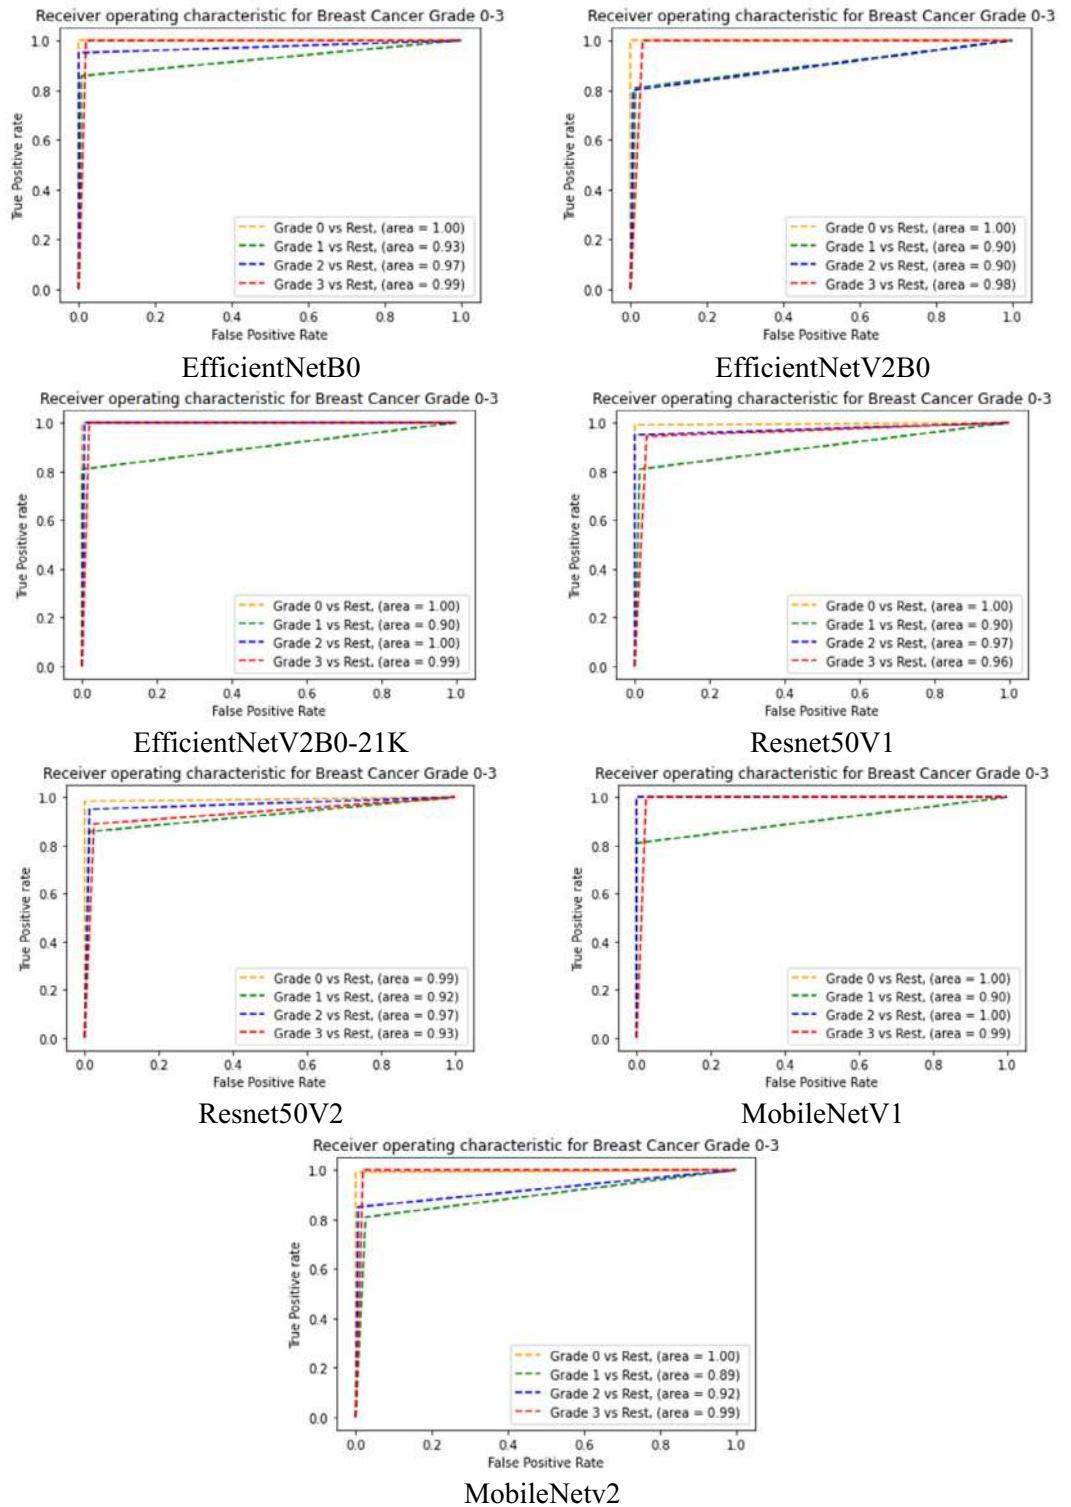 Receiver operating characteristic for Breast Cancer Grade 0-3
1.0
0.8
0.6
0.4
0.2
0.0
True Positive rate
Grade 0 vs Rest, (area = 1.00)
Grade 1 vs Rest, (area = 0.93)
Grade 2 vs Rest, (area = 0.97)
Grade 3 vs Rest, (area = 0.99)
0.0 0.2 0.4 0.6 0.8 1.0
False Positive Rate
EfficientNetB0
Receiver operating characteristic for Breast Cancer Grade 0-3
1.0
0.8
0.6
0.4
0.2
0.0
True Positive rate
Grade 0 vs Rest, (area = 1.00)
Grade 1 vs Rest, (area = 0.90)
Grade 2 vs Rest, (area = 0.90)
Grade 3 vs Rest, (area = 0.98)
0.0 0.2 0.4 0.6 0.8 1.0
False Positive Rate
EfficientNetV2B0
Receiver operating characteristic for Breast Cancer Grade 0-3
1.0
0.8
0.6
0.4
0.2
0.0
True Positive rate
Grade 0 vs Rest, (area = 1.00)
Grade 1 vs Rest, (area = 0.90)
Grade 2 vs Rest, (area = 1.00)
Grade 3 vs Rest, (area = 0.99)
0.0 0.2 0.4 0.6 0.8 1.0
False Positive Rate
EfficientNetV2B0-21K
Receiver operating characteristic for Breast Cancer Grade 0-3
1.0
0.8
0.6
0.4
0.2
0.0
True Positive rate
Grade 0 vs Rest, (area = 1.00)
Grade 1 vs Rest, (area = 0.90)
Grade 2 vs Rest, (area = 0.97)
Grade 3 vs Rest, (area = 0.96)
0.0 0.2 0.4 0.6 0.8 1.0
False Positive Rate
Resnet50V1
Receiver operating characteristic for Breast Cancer Grade 0-3
1.0
0.8
0.6
0.4
0.2
0.0
True Positive rate
Grade 0 vs Rest, (area = 0.99)
Grade 1 vs Rest, (area = 0.92)
Grade 2 vs Rest, (area = 0.97)
Grade 3 vs Rest, (area = 0.93)
0.0 0.2 0.4 0.6 0.8 1.0
False Positive Rate
Resnet50V2
Receiver operating characteristic for Breast Cancer Grade 0-3
1.0
0.8
0.6
0.4
0.2
0.0
True Positive rate
Grade 0 vs Rest, (area = 1.00)
Grade 1 vs Rest, (area = 0.90)
Grade 2 vs Rest, (area = 1.00)
Grade 3 vs Rest, (area = 0.99)
0.0 0.2 0.4 0.6 0.8 1.0
False Positive Rate
MobileNetV1
Receiver operating characteristic for Breast Cancer Grade 0-3
1.0
0.8
0.6
0.4
0.2
0.0
True Positive rate
Grade 0 vs Rest, (area = 1.00)
Grade 1 vs Rest, (area = 0.89)
Grade 2 vs Rest, (area = 0.92)
Grade 3 vs Rest, (area = 0.99)
0.0 0.2 0.4 0.6 0.8 1.0
False Positive Rate
MobileNetv2